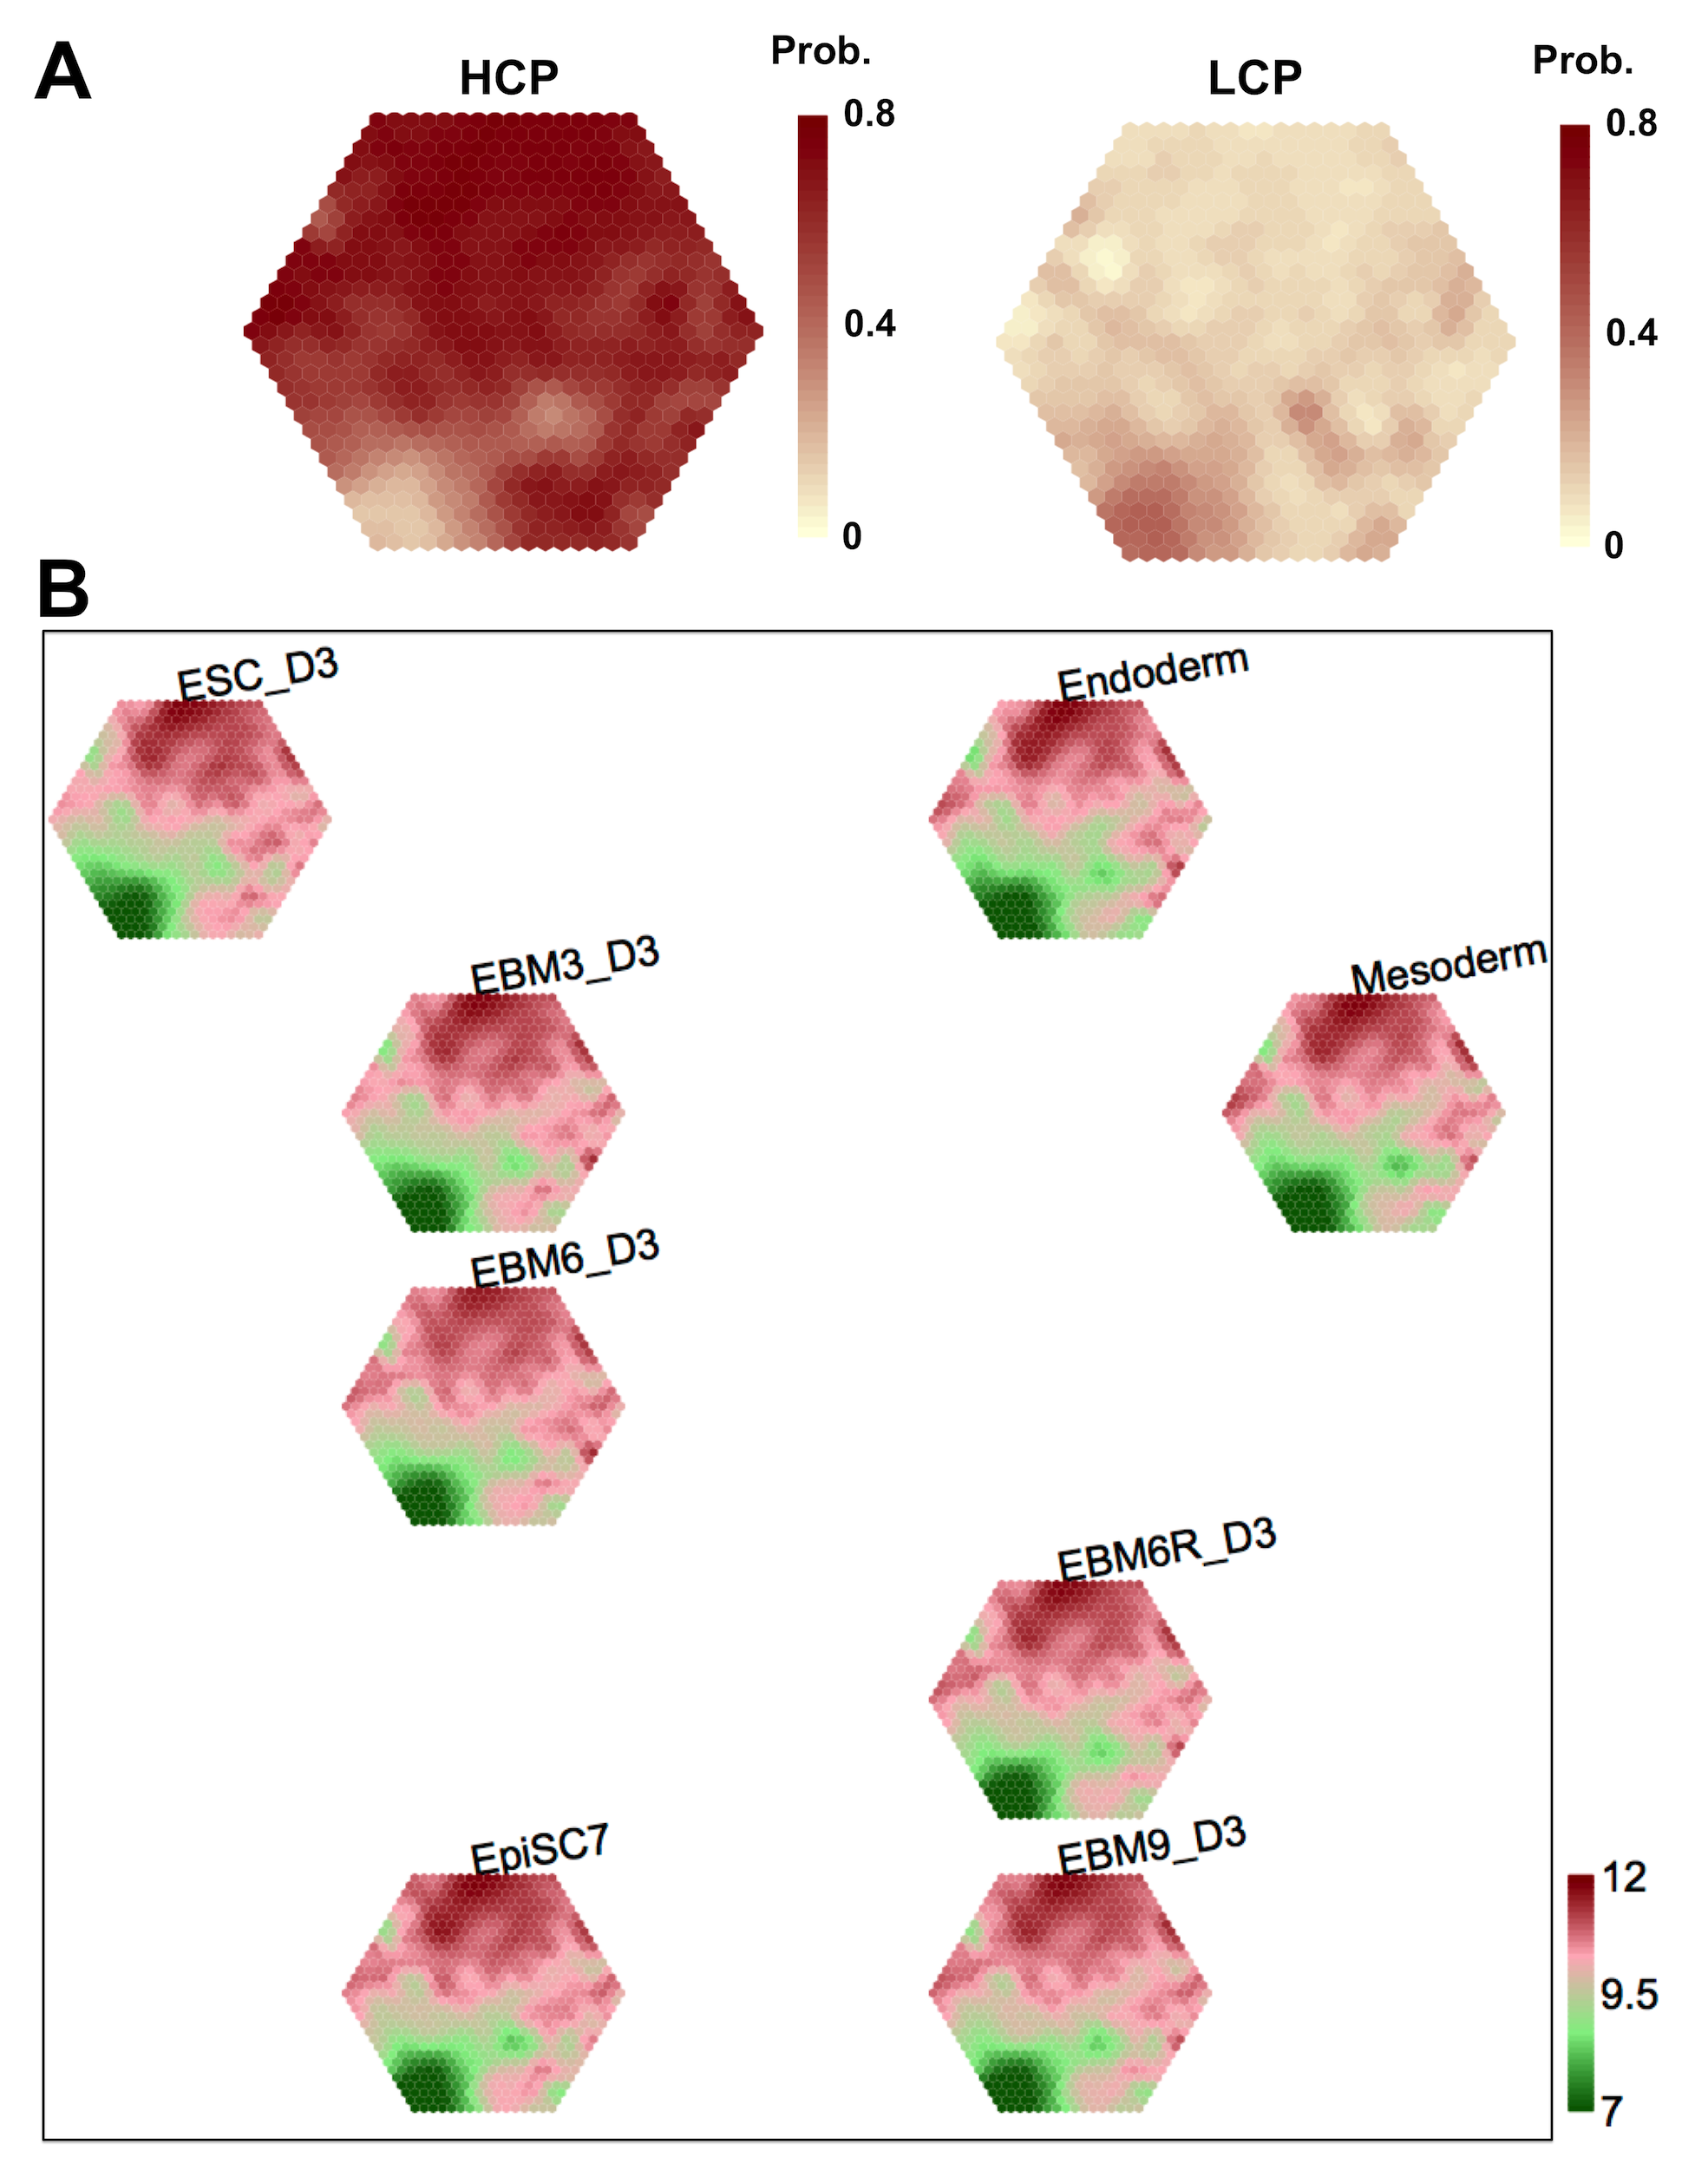 A
HCP
Prob.
0.8
0.4
0
LCP
Prob.
0.8
0.4
0
B
ESC_D3
Endoderm
EBM3_D3
Mesoderm
EBM6_D3
EBM6R_D3
EpiSC7
EBM9_D3
12
9.5
7